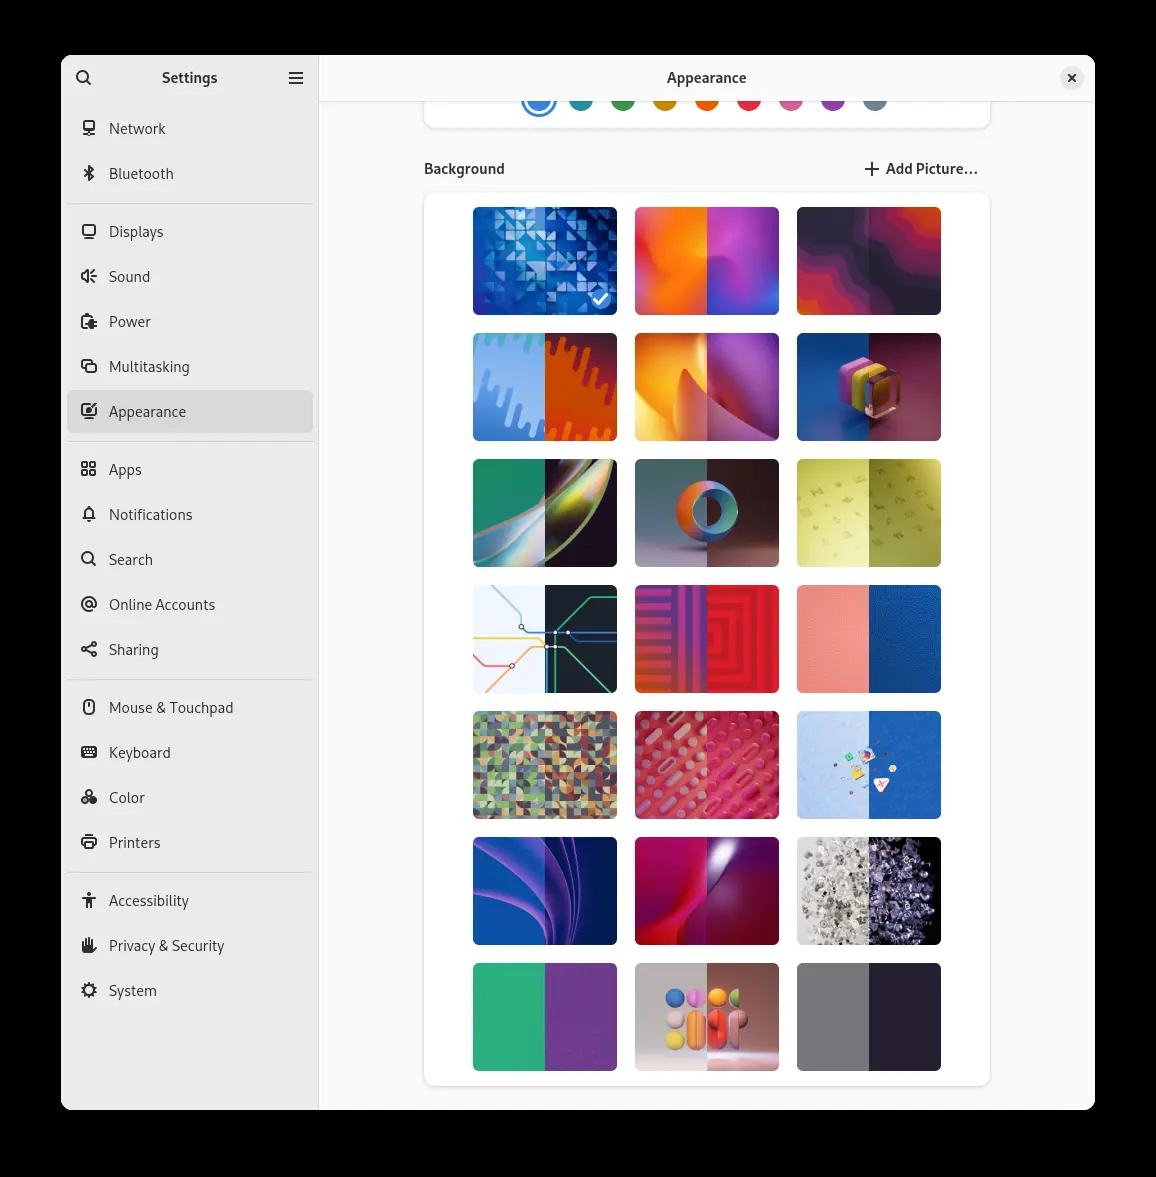 Settings
Appearance
Network
Bluetooth
Displays
Sound
Power
Multitasking
Appearance
Apps
Notifications
Search
Online Accounts
Sharing
Mouse & Touchpad
Keyboard
Color
Printers
Accessibility
Privacy & Security
System
Background
Add Picture…